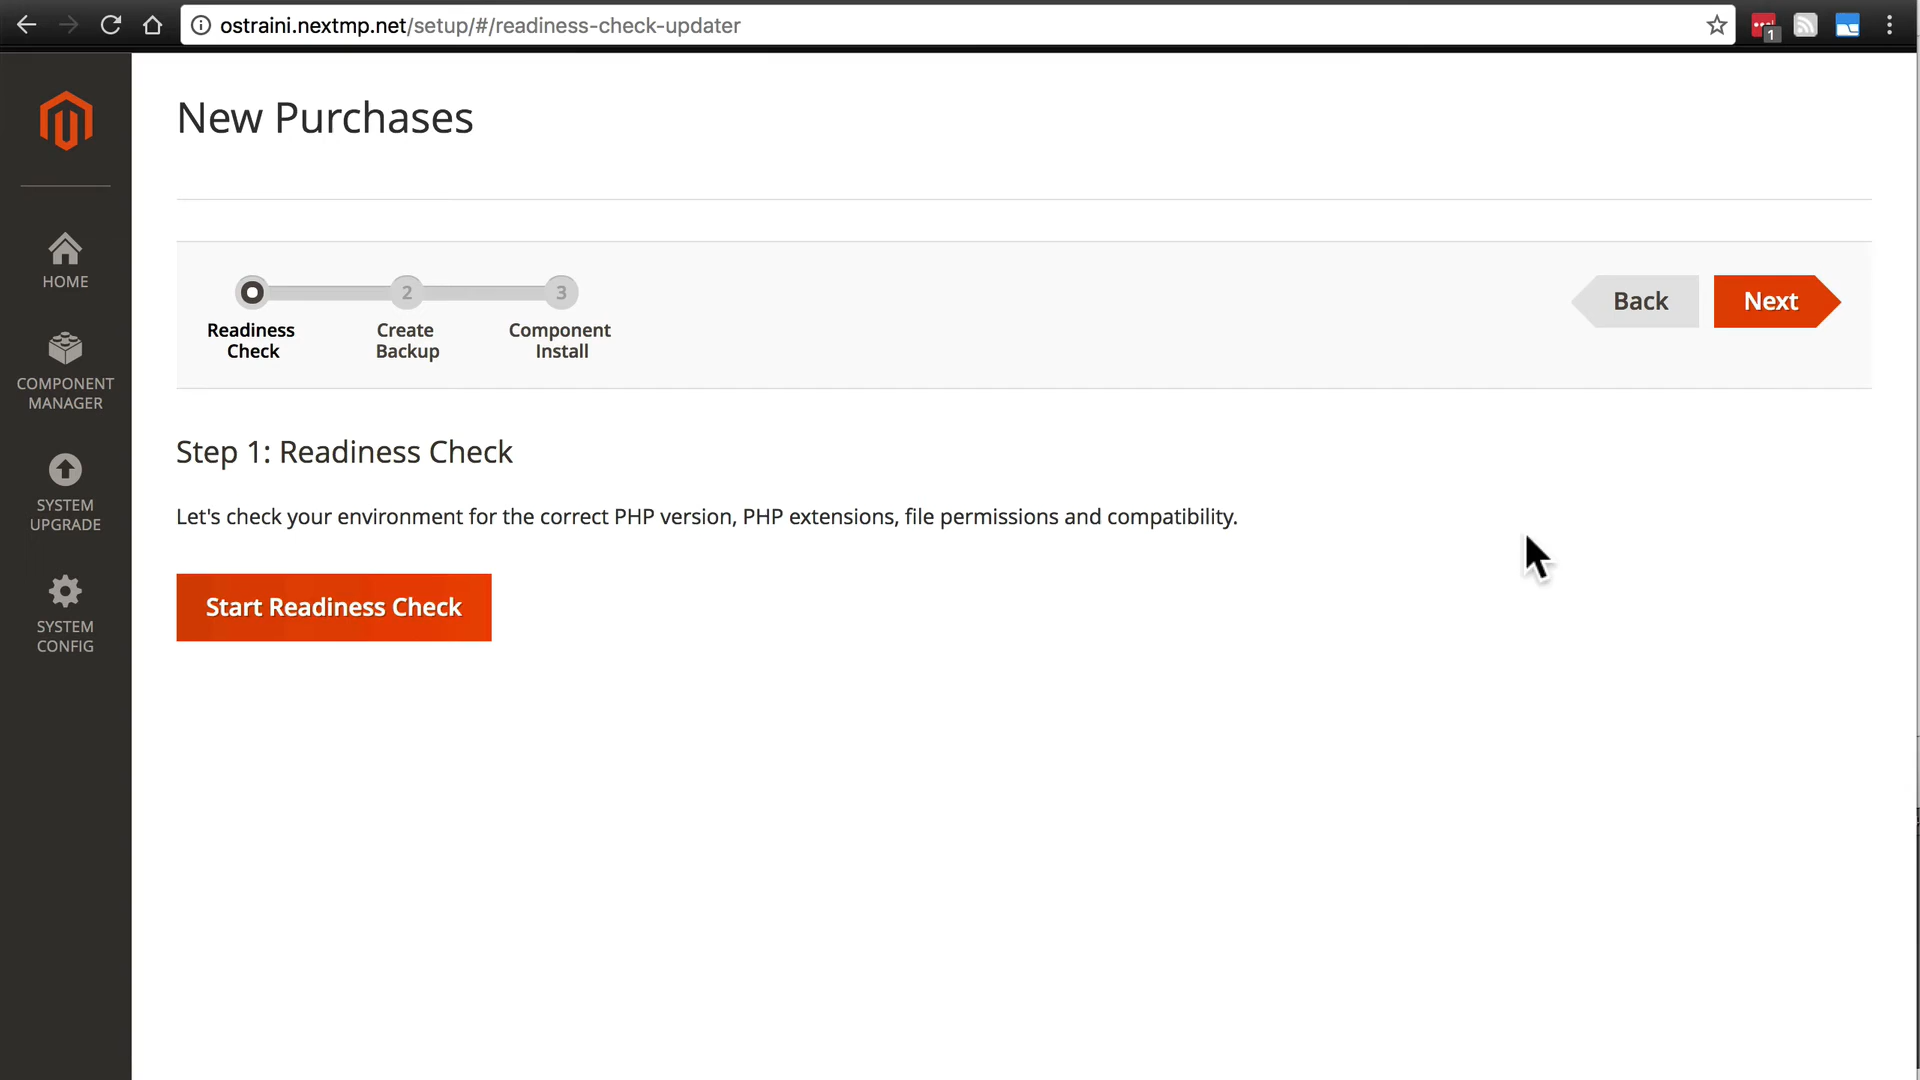 ostraini.nextmp.net/setup/#/readiness-check-updater
1
New Purchases
HOME
COMPONENT
MANAGER
SYSTEM
UPGRADE
SYSTEM
CONFIG
2
3
Readiness
Check
Create
Backup
Component
Install
Back
Next
Step 1: Readiness Check
Let's check your environment for the correct PHP version, PHP extensions, file permissions and compatibility.
Start Readiness Check